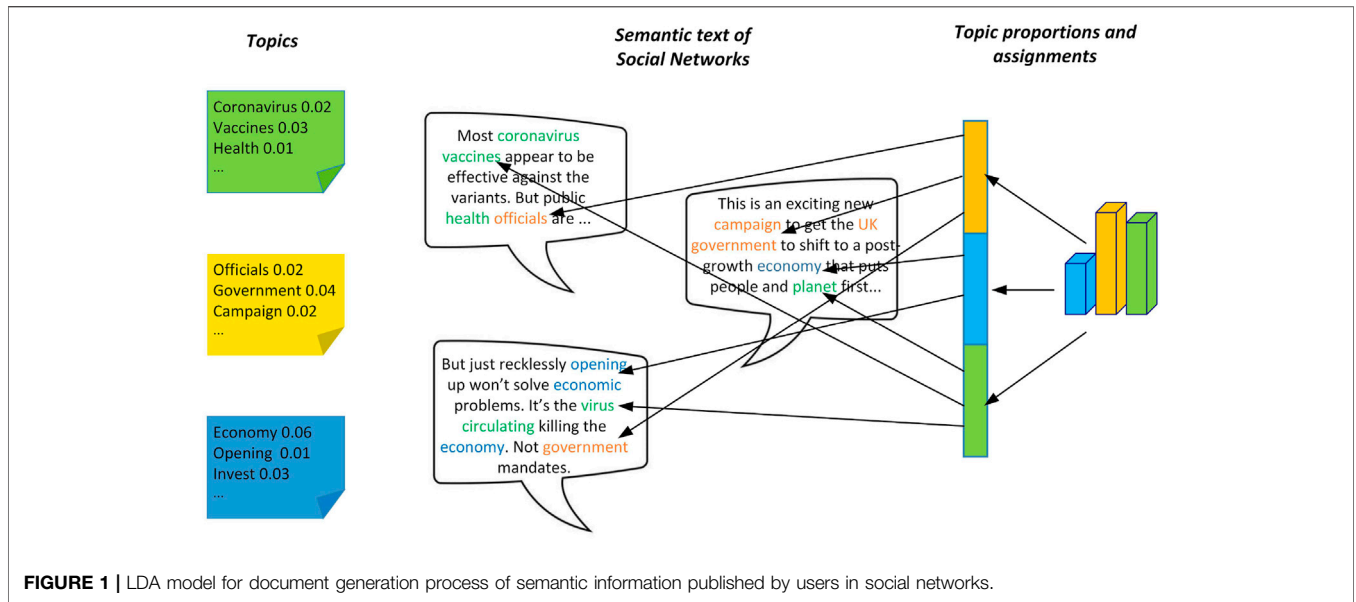 Topics
Semantic text of
Social Networks
Topic proportions and
assignments
Coronavirus 0.02
Vaccines 0.03
Health 0.01
...
Officials 0.02
Government 0.04
Campaign 0.02
...
Economy 0.06
Opening 0.01
Invest 0.03
...
Most coronavirus
vaccines appear to be
effective against the
variants. But public
health officials are ...
This is an exciting new
campaign to get the UK
government to shift to a post-
growth economy that puts
people and planet first...
But just recklessly opening
up won't solve economic
problems. It's the virus
circulating killing the
economy. Not government
mandates.
FIGURE 1 | LDA model for document generation process of semantic information published by users in social networks.